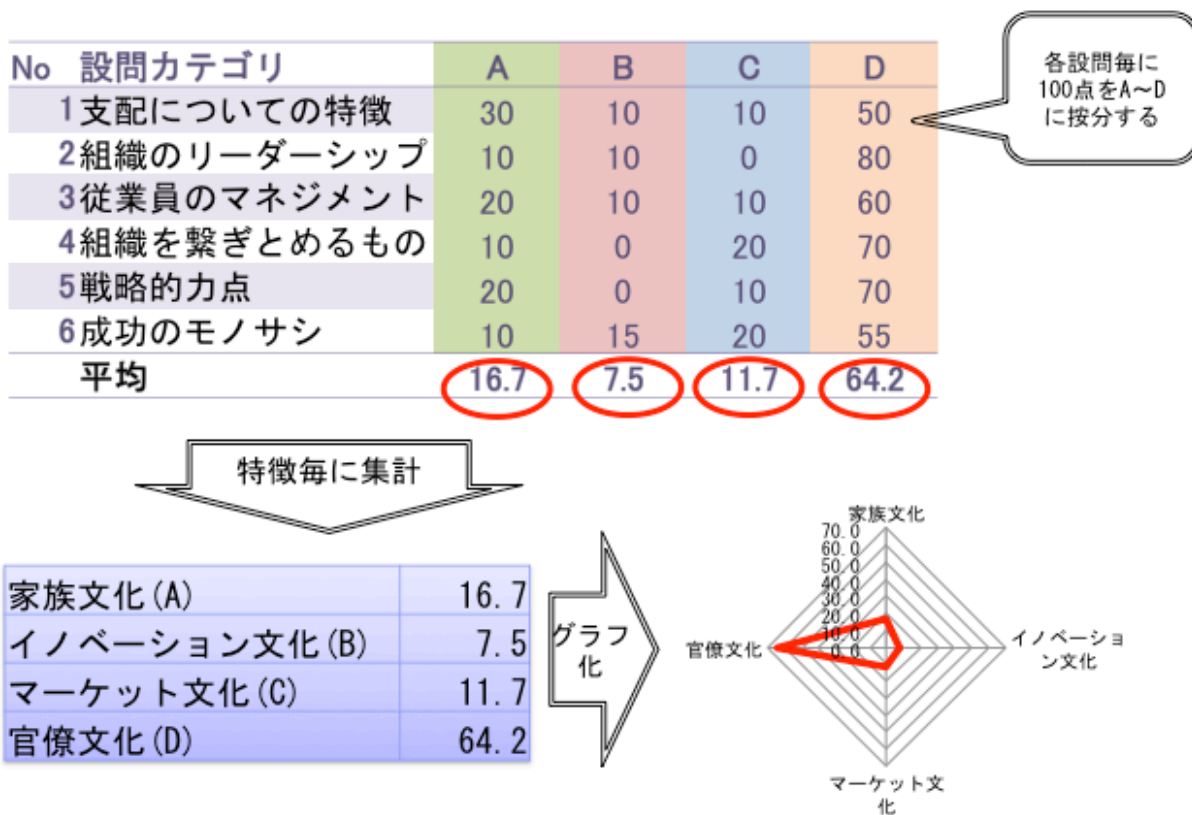 No 設問カテゴリ A B C D
1 支配についての特徴 30 10 10 50
2 組織のリーダーシップ 10 10 0 80
3 従業員のマネジメント 20 10 10 60
4 組織を繋ぎとめるもの 10 0 20 70
5 戦略的力点 20 0 10 70
6 成功のモノサシ 10 15 20 55
平均 16.7 7.5 11.7 64.2
各設問毎に
100点をA～D
に按分する
特徴毎に集計
家族文化(A) 16.7
イノベーション文化(B) 7.5
マーケット文化(C) 11.7
官僚文化(D) 64.2
グラフ
化
家族文化
70.0
60.0
50.0
40.0
30.0
20.0
10.0
0.0
官僚文化
イノベーショ
ン文化
マーケット文
化